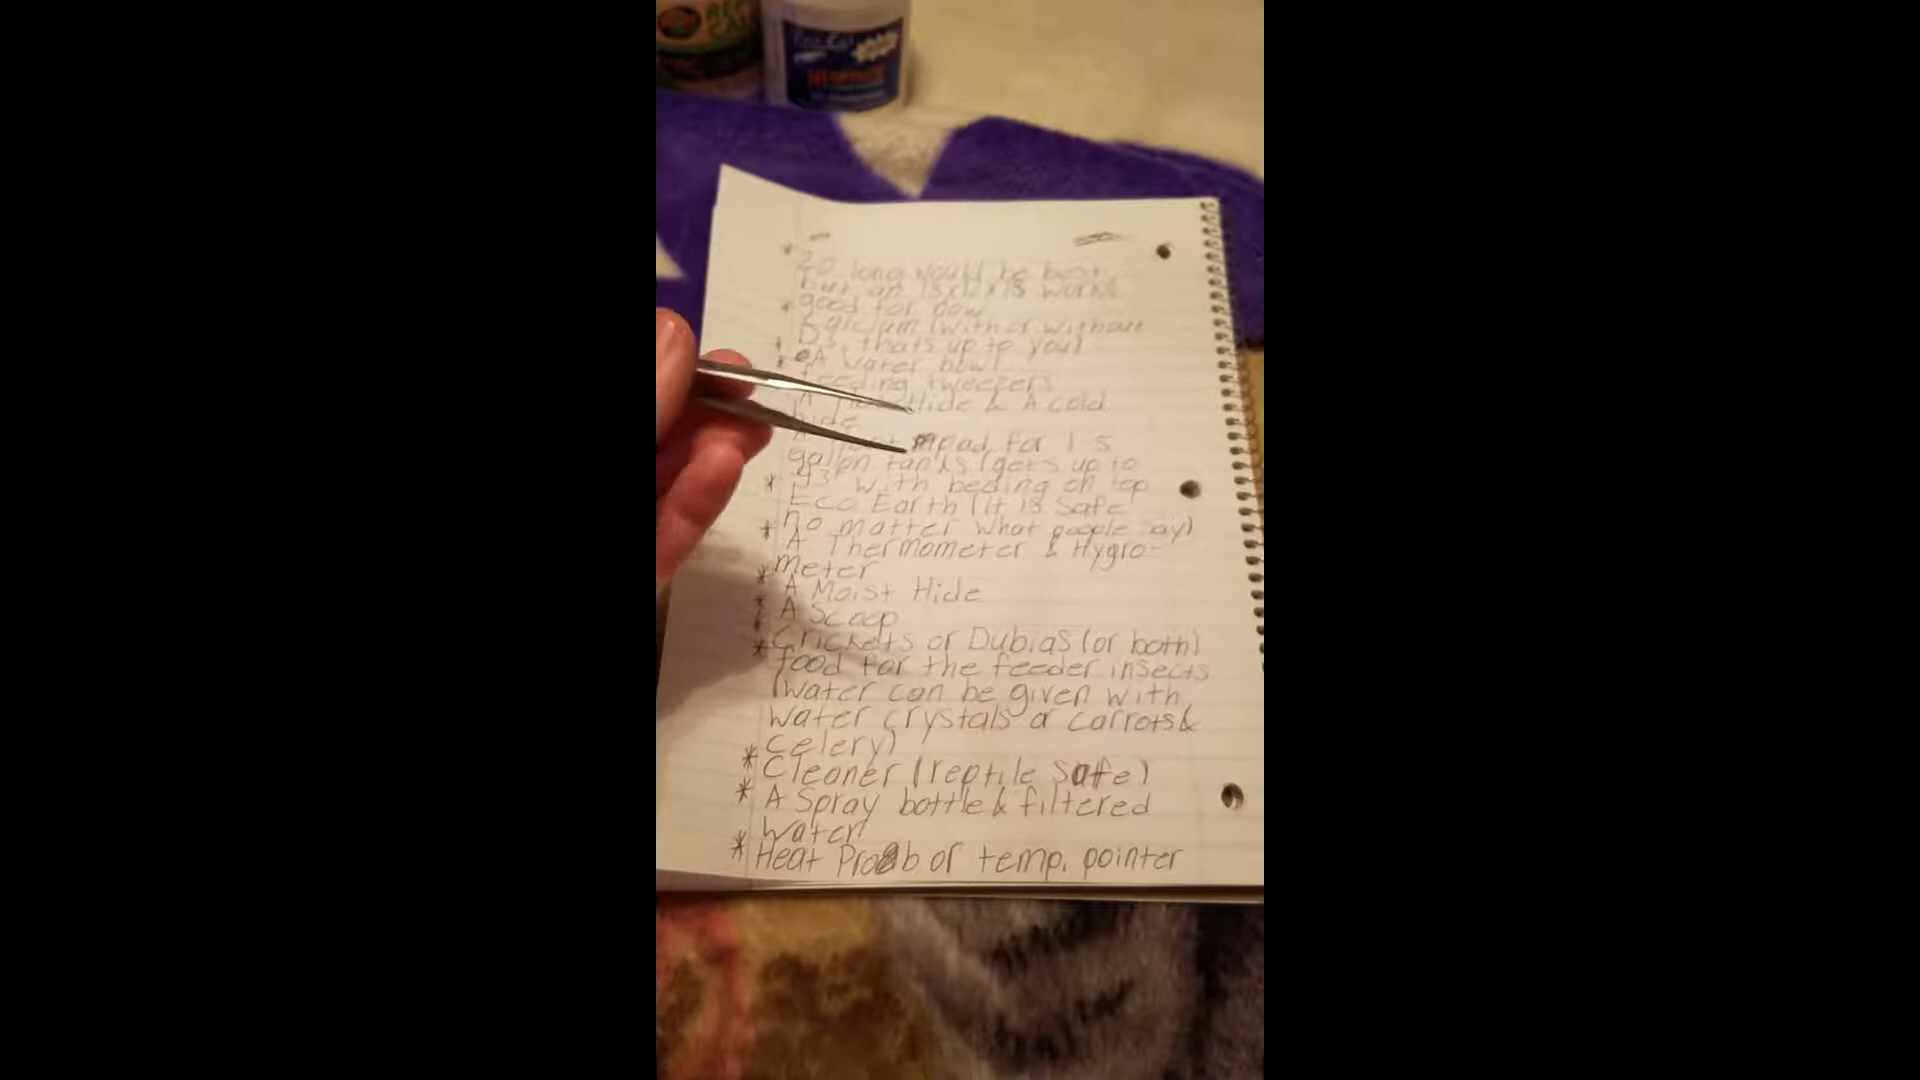 *
20 long would be best,
but an 18x12x18 works
* good for now
Calcium (with or without
D3, thats up to you)
* A Water bowl
* feeding tweezers
A Hide & A cold
hide
pad for 1 5
gallon tanks (gets up to
93° with beding on top
* Eco Earth (it is safe
no matter what people say)
* A Thermometer & Hygro-
meter
* A Moist Hide
* A Scoop
* Crickets or Dubias (or both)
* food for the feeder insects
(water can be given with
water crystals or carrots &
celery)
* Cleaner (reptile safe)
* A Spray bottle & filtered
water
* Heat Prob or temp. pointer